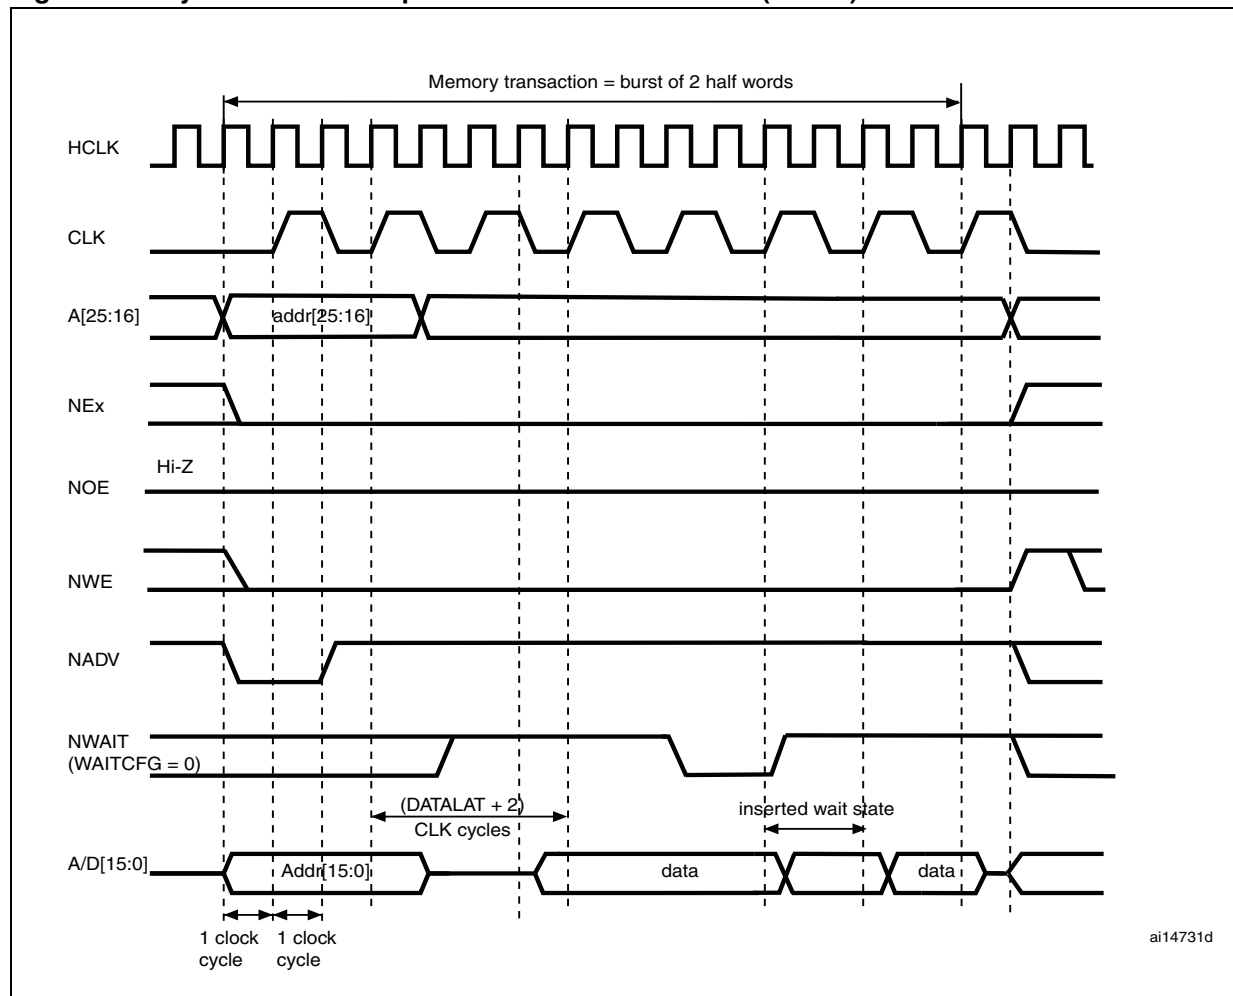 Memory transaction = burst of 2 half words
HCLK
CLK
A[25:16]
addr[25:16]
NEx
Hi-Z
NOE
NWE
NADV
NWAIT
(WAITCFG = 0)
(DATALAT + 2)
CLK cycles
inserted wait state
A/D[15:0]
Addr[15:0]
data
data
1 clock
cycle
1 clock
cycle
ai14731d